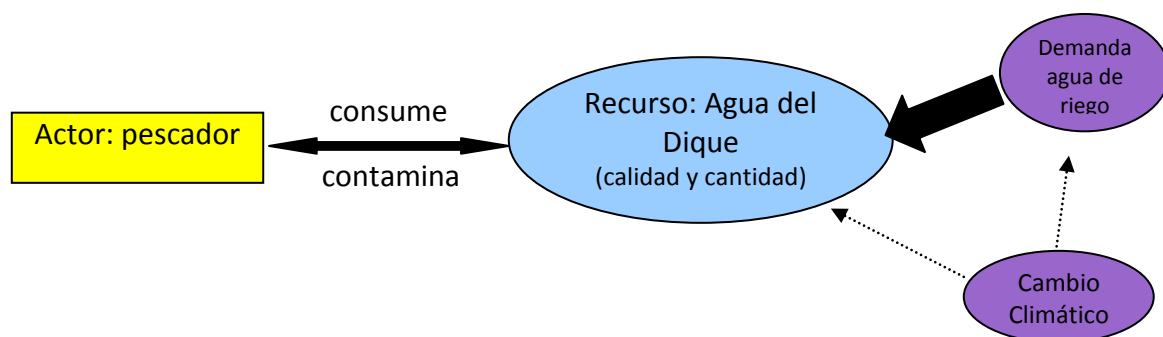 Actor: pescador
consume
contamina
Recurso: Agua del
Dique
(calidad y cantidad)
Demanda
agua de
riego
Cambio
Climático